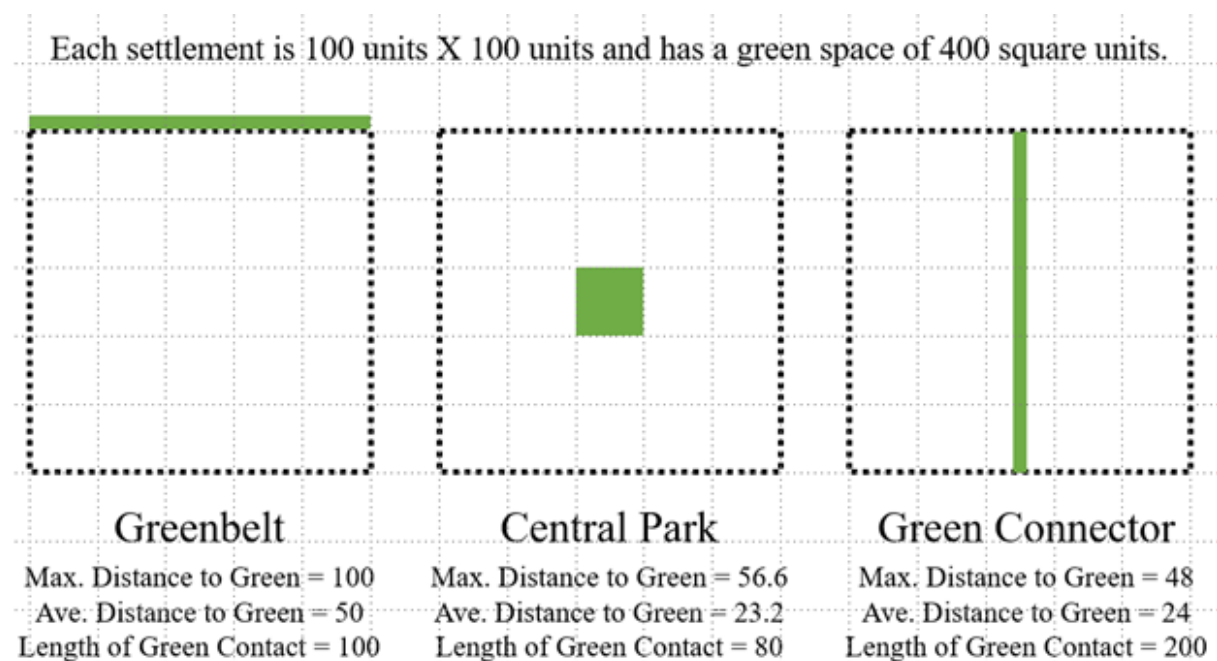 Each settlement is 100 units X 100 units and has a green space of 400 square units.
Greenbelt
Max. Distance to Green = 100
Ave. Distance to Green = 50
Length of Green Contact = 100
Central Park
Max. Distance to Green = 56.6
Ave. Distance to Green = 23.2
Length of Green Contact = 80
Green Connector
Max. Distance to Green = 48
Ave. Distance to Green = 24
Length of Green Contact = 200